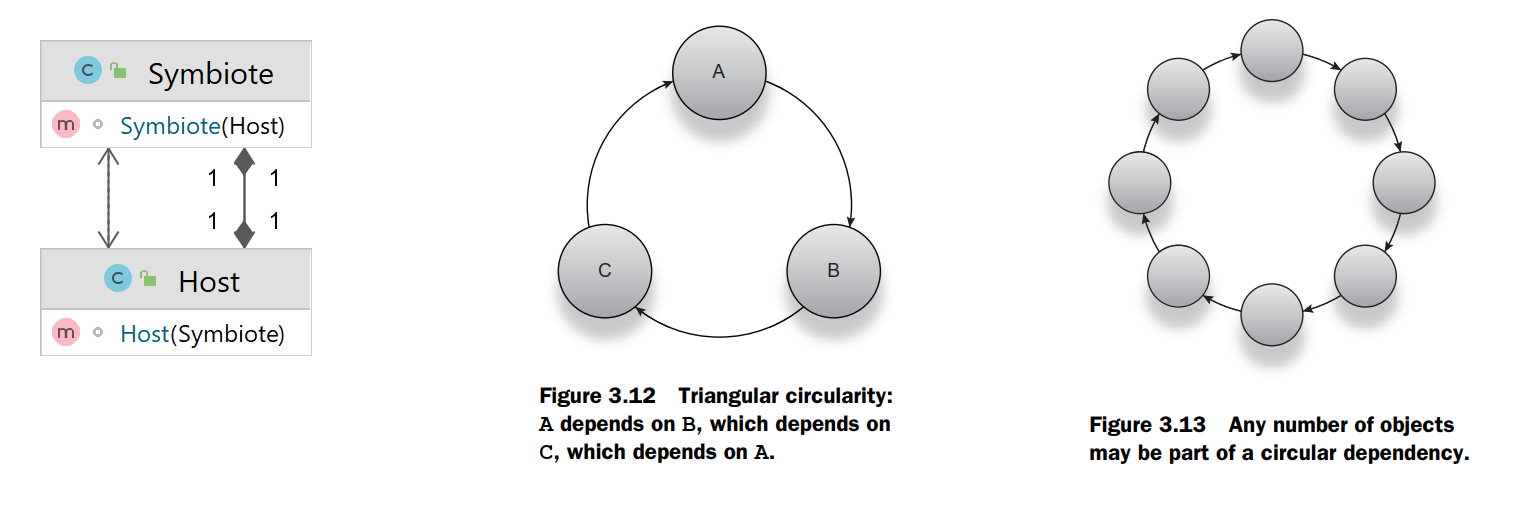 C Symbiote
m Symbiote(Host)
1 1
1 1
C Host
m Host(Symbiote)
A
C B
Figure 3.12 Triangular circularity:
A depends on B, which depends on
C, which depends on A.
Figure 3.13 Any number of objects
may be part of a circular dependency.